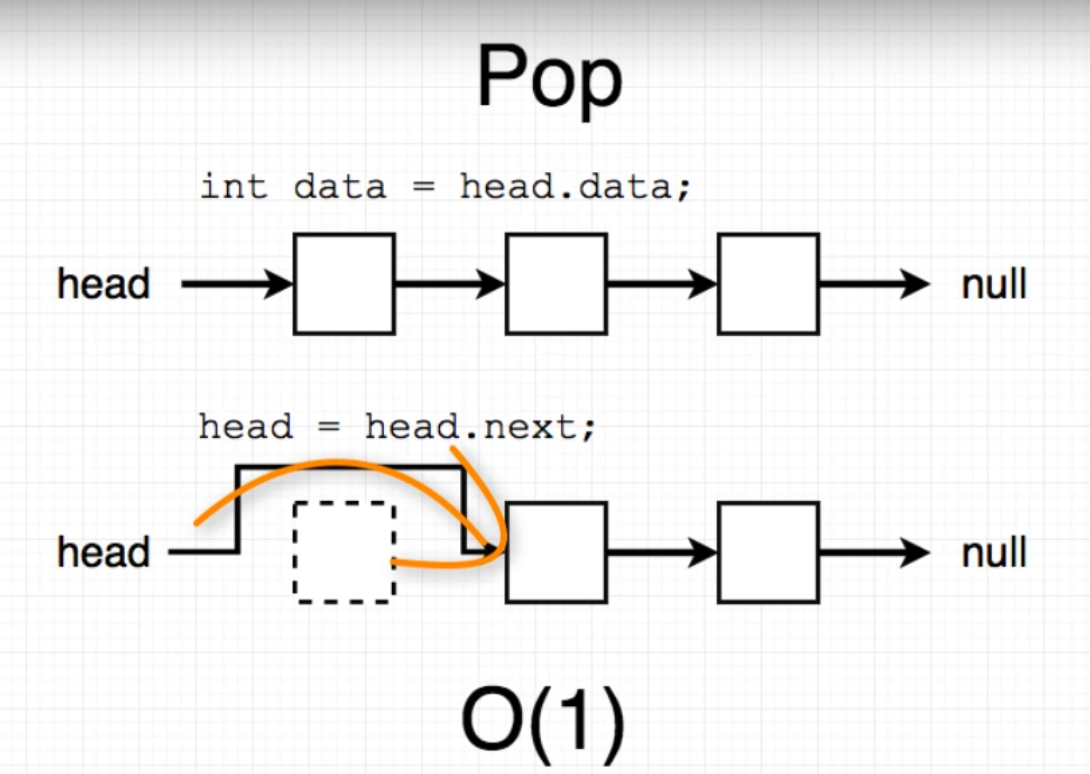 Pop
int data = head.data;
head null
head = head.next;
head null
O(1)